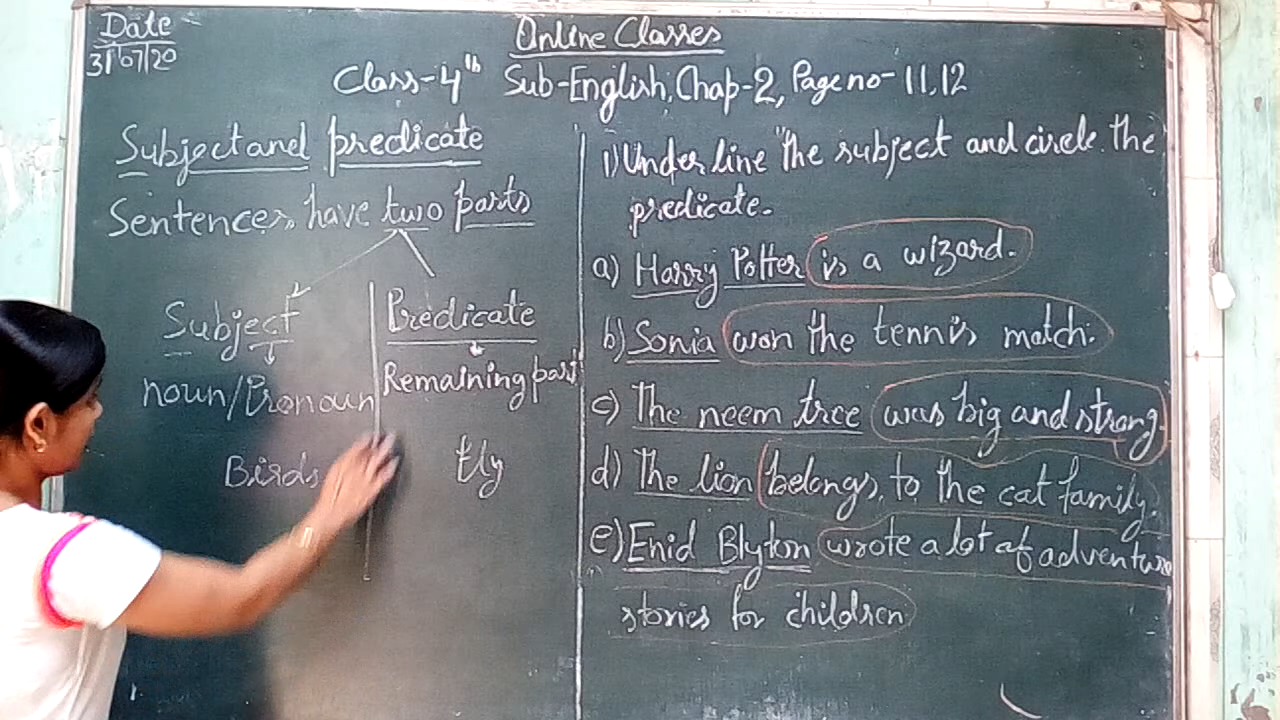 Date
31/07/20
Online Classes
Class-4th Sub-English, Chap-2, Page no-11,12
Subject and predicate
Sentences have two parts
Subject
Predicate
noun/Pronoun
Remaining part
Birds
fly
1) Underline the subject and circle the
predicate.
a) Harry Potter is a wizard.
b) Sonia won the tennis match.
c) The neem tree was big and strong.
d) The lion belongs to the cat family.
e) Enid Blyton wrote a lot of adventure
stories for children.